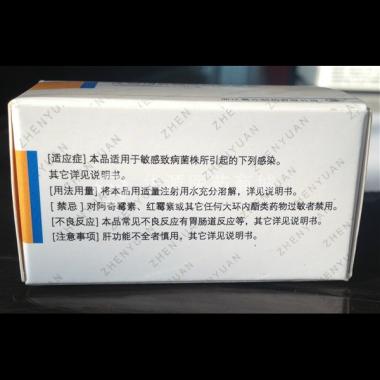 [适应症] 本品适用于敏感致病菌株所引起的下列感染。
其它详见说明书。
[用法用量] 将本品用适量注射用水充分溶解，详见说明书。
[禁忌] 对阿奇霉素、红霉素或其它任何大环内酯类药物过敏者禁用。
[不良反应] 本品常见不良反应有胃肠道反应等，其它详见说明书。
[注意事项] 肝功能不全者慎用，其它详见说明书。
ZHENYUAN
ZHENYUAN
ZHENYUAN
ZHENYUAN
ZHENYUAN
ZHENYUAN